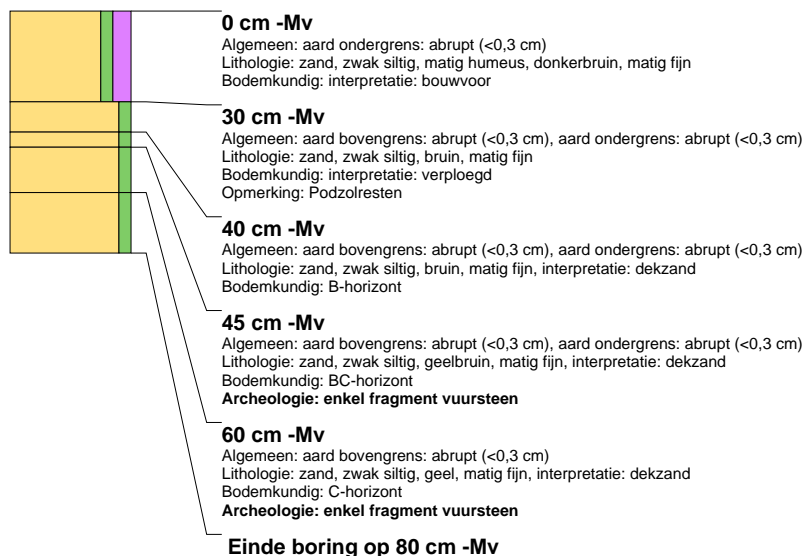 0 cm -Mv
Algemeen: aard ondergrens: abrupt (<0,3 cm)
Lithologie: zand, zwak siltig, matig humeus, donkerbruin, matig fijn
Bodemkundig: interpretatie: bouwvoor
30 cm -Mv
Algemeen: aard bovengrens: abrupt (<0,3 cm), aard ondergrens: abrupt (<0,3 cm)
Lithologie: zand, zwak siltig, bruin, matig fijn
Bodemkundig: interpretatie: verploegd
Opmerking: Podzolresten
40 cm -Mv
Algemeen: aard bovengrens: abrupt (<0,3 cm), aard ondergrens: abrupt (<0,3 cm)
Lithologie: zand, zwak siltig, bruin, matig fijn, interpretatie: dekzand
Bodemkundig: B-horizont
45 cm -Mv
Algemeen: aard bovengrens: abrupt (<0,3 cm), aard ondergrens: abrupt (<0,3 cm)
Lithologie: zand, zwak siltig, geelbruin, matig fijn, interpretatie: dekzand
Bodemkundig: BC-horizont
Archeologie: enkel fragment vuursteen
60 cm -Mv
Algemeen: aard bovengrens: abrupt (<0,3 cm)
Lithologie: zand, zwak siltig, geel, matig fijn, interpretatie: dekzand
Bodemkundig: C-horizont
Archeologie: enkel fragment vuursteen
Einde boring op 80 cm -Mv